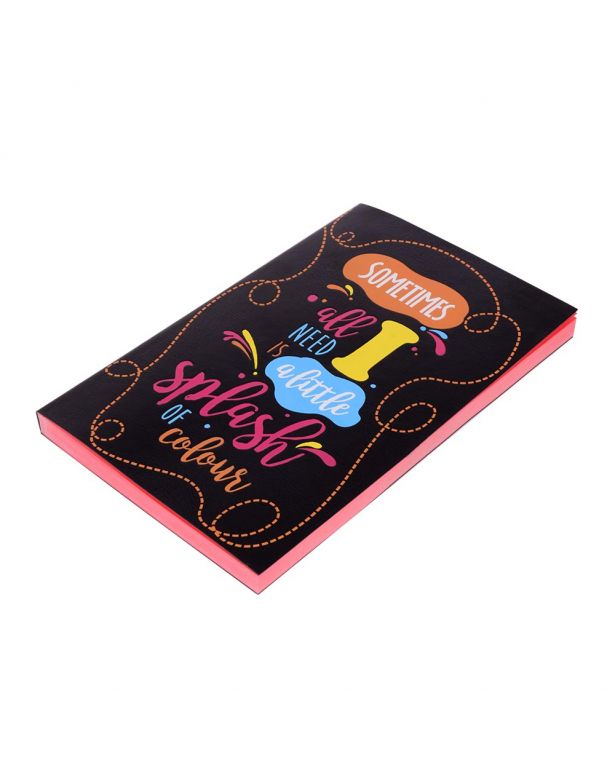 SOMETIMES
all I
NEED
IS a little
splash
OF
colour